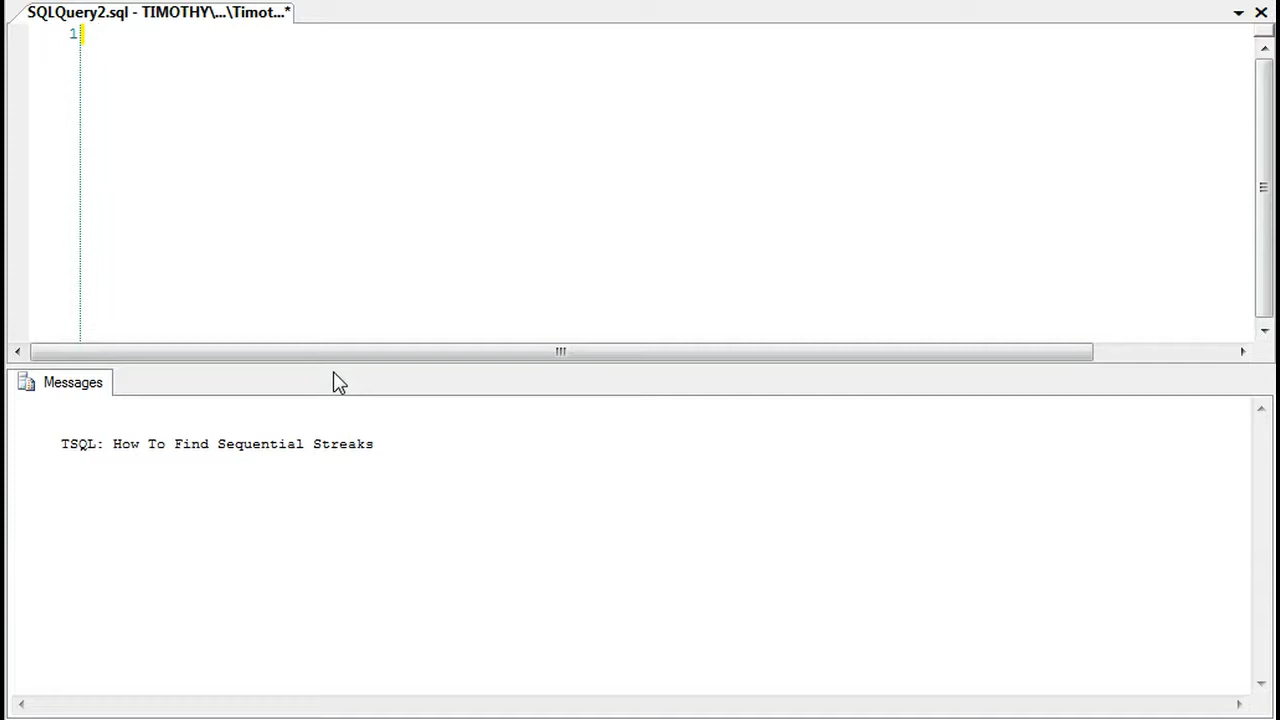 SQLQuery2.sql - TIMOTHY\...\Timot...*
1
Messages
TSQL: How To Find Sequential Streaks